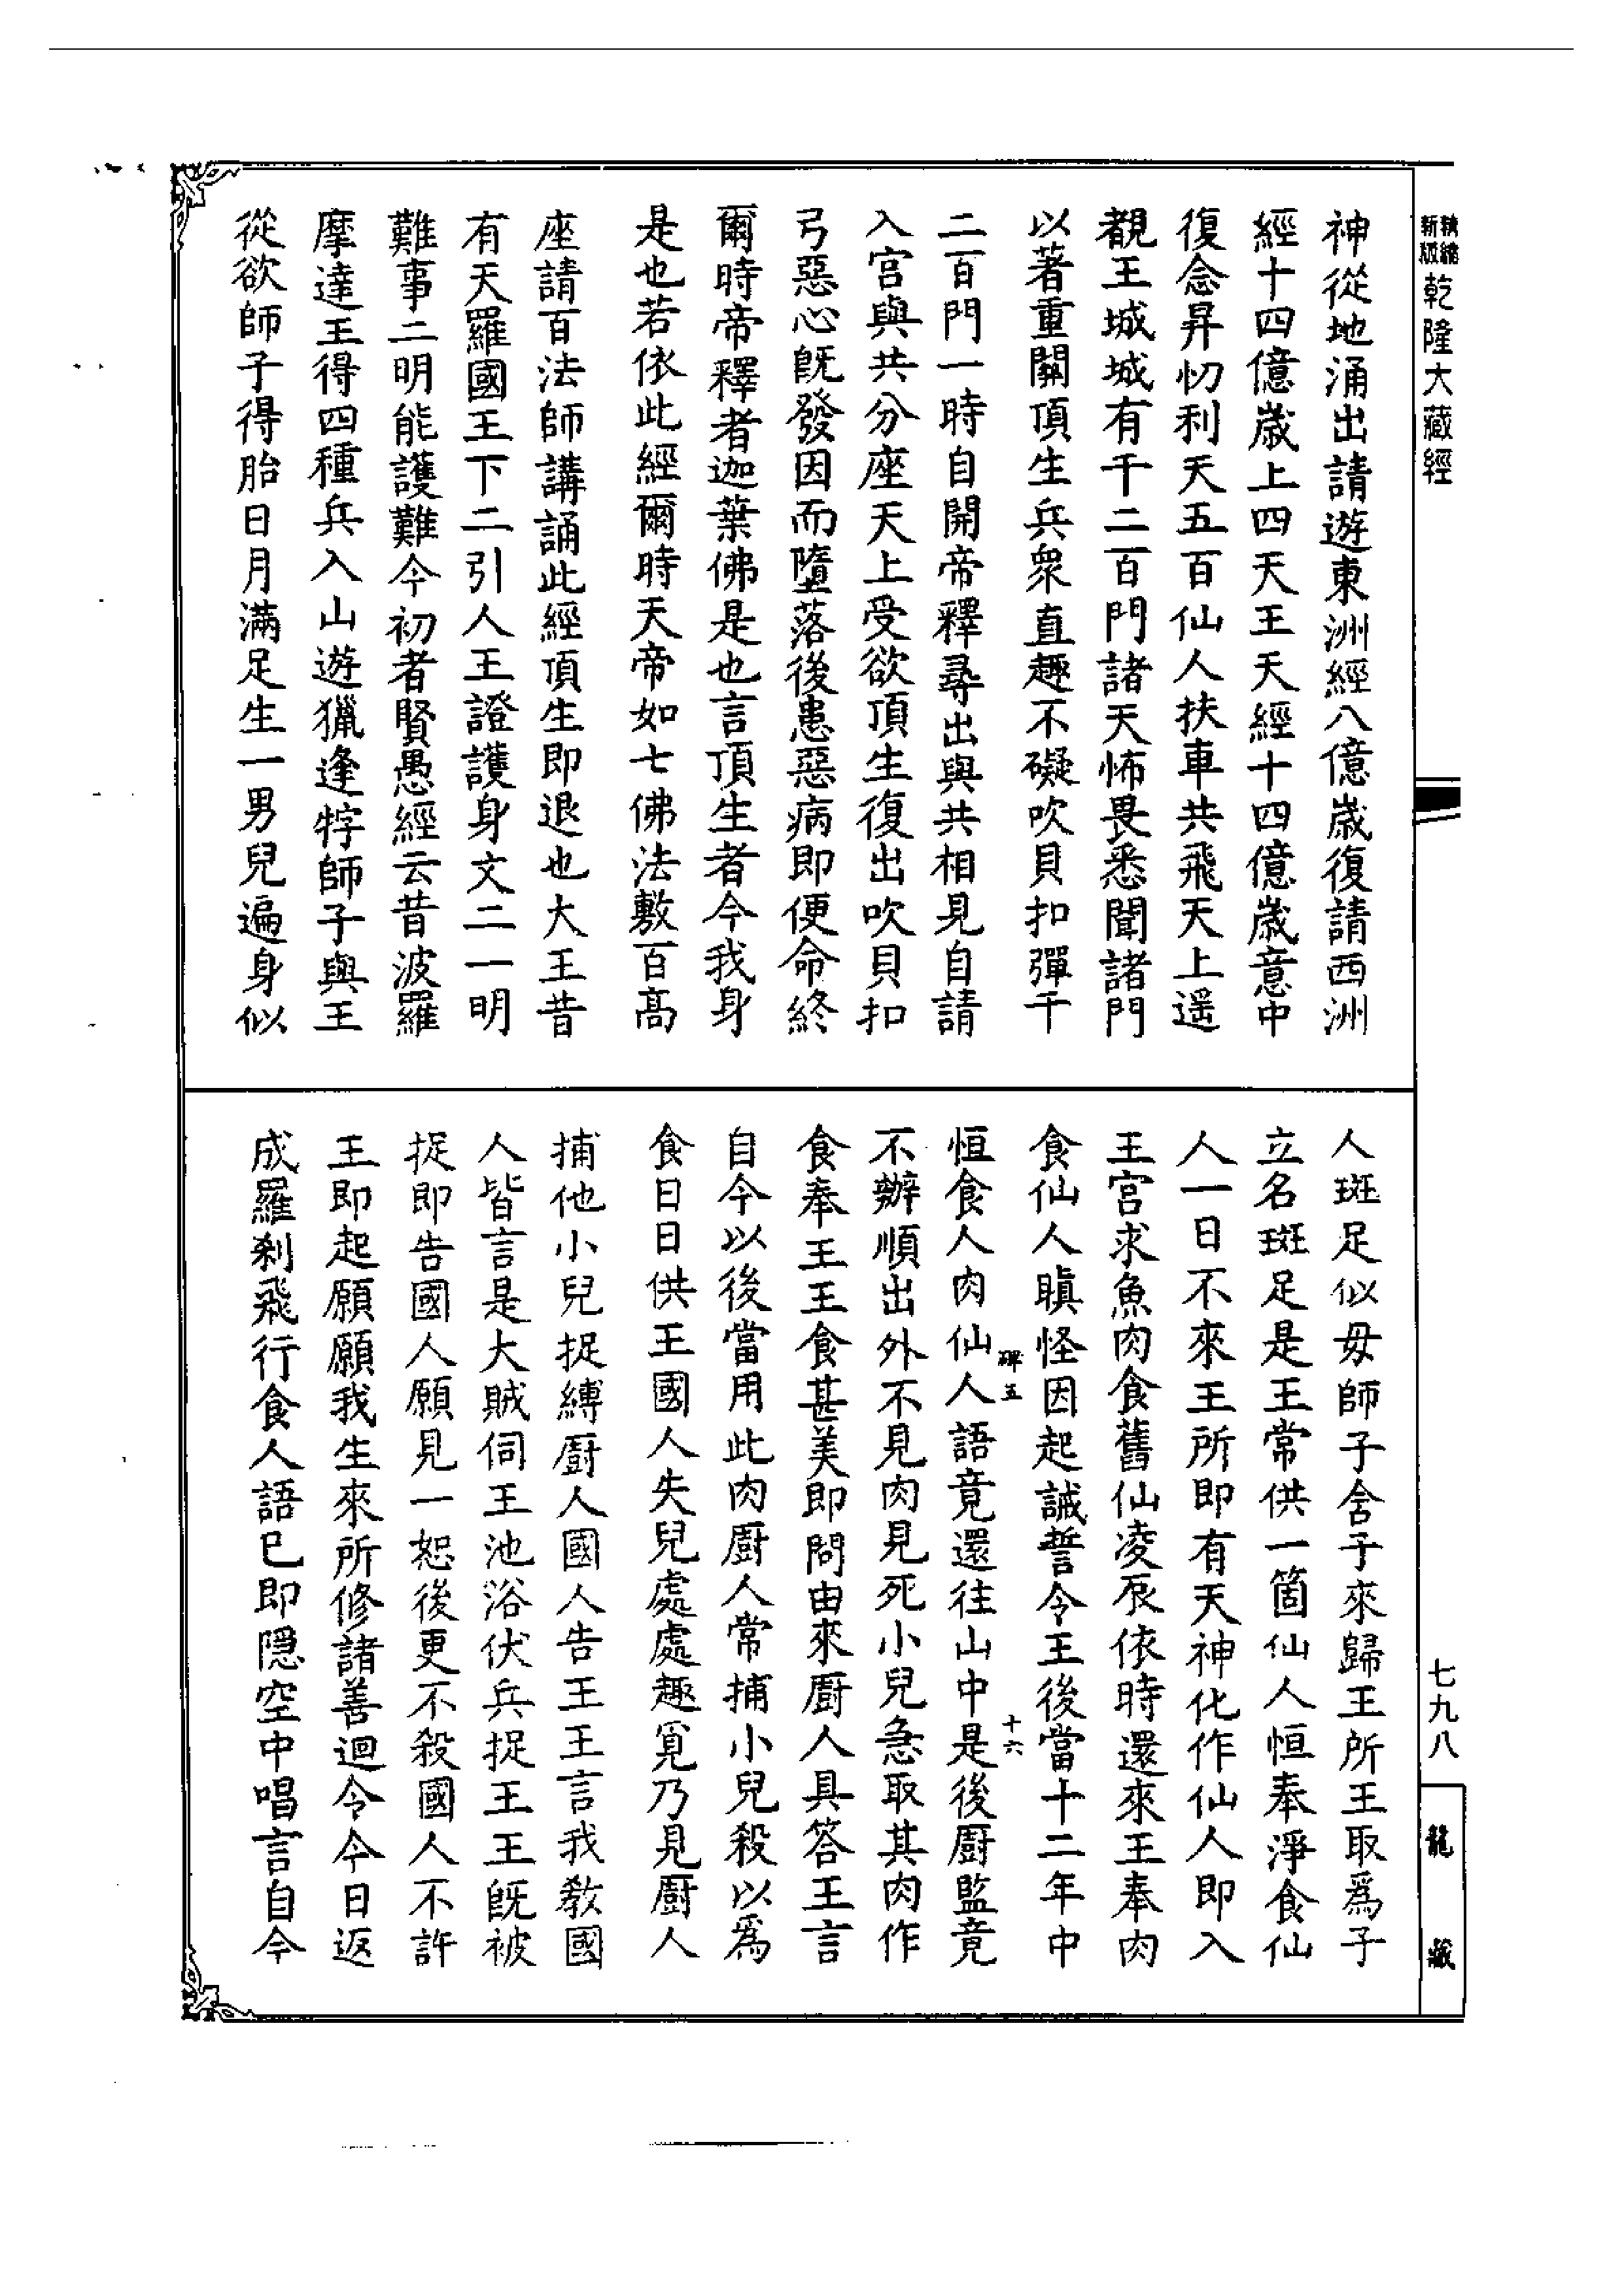 精縮新版乾隆大藏經
神從地涌出請遊東洲經八億歲復請西洲
經十四億歲上四天王天經十四億歲意中
復念昇忉利天五百仙人扶車共飛天上遥
覩王城城有千二百門諸天怖畏悉聞諸門
以著重關頂生兵衆直趣不礙吹貝扣彈千
二百門一時自開帝釋尋出與共相見自請
入宫與共分座天上受欲頂生復出吹貝扣
弓惡心旣發因而墮落後患惡病即便命終
爾時帝釋者迦葉佛是也言頂生者今我身
是也若依此經爾時天帝如七佛法敷百高
座請百法師講誦此經頂生即退也大王昔
有天羅國王下二引人王證護身文二一明
難事二明能護難今初者賢愚經云昔波羅
摩達王得四種兵入山遊獵逢牸師子與王
從欲師子得胎日月滿足生一男兒遍身似
人斑足似毋師子舍子來歸王所王取爲子
立名斑足是王常供一箇仙人恒奉淨食仙
人一日不來王所即有天神化作仙人即入
王宫求魚肉食舊仙凌辰依時還來王奉肉
食仙人瞋怪因起誠誓令王後當十二年中
恒食人肉仙人語竟還往山中是後廚監竟
碑五
十六
不辦順出外不見肉見死小兒急取其肉作
食奉王王食甚美即問由來廚人具答王言
自今以後當用此肉廚人常捕小兒殺以爲
食日日供王國人失兒處處趣覓乃見廚人
捕他小兒捉縛廚人國人告王王言我教國
人皆言是大賊伺王池浴伏兵捉王王旣被
捉即告國人願見一恕後更不殺國人不許
王即起願願我生來所修諸善迴令今日返
成羅刹飛行食人語已即隱空中唱言自今
七九八
龍藏